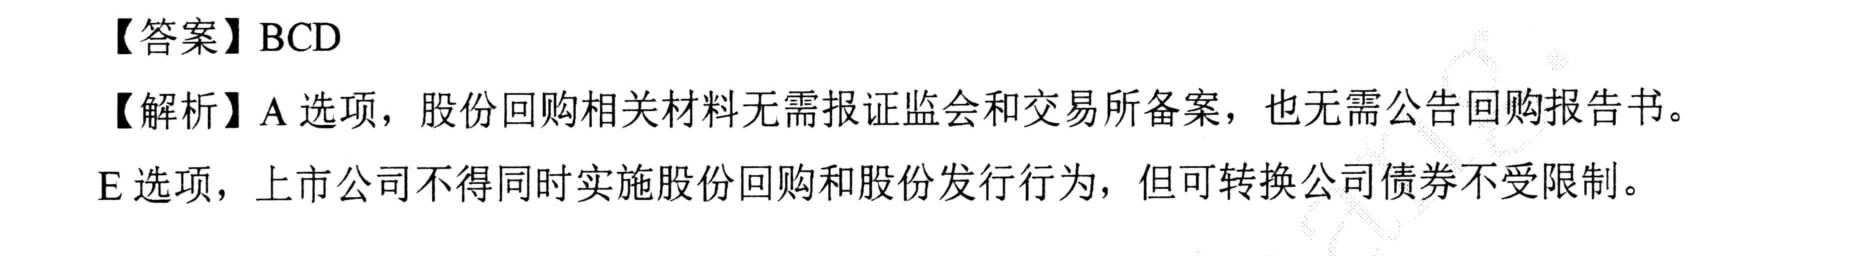 【答案】BCD
【解析】A 选项，股份回购相关材料无需报证监会和交易所备案，也无需公告回购报告书。
E 选项，上市公司不得同时实施股份回购和股份发行行为，但可转换公司债券不受限制。